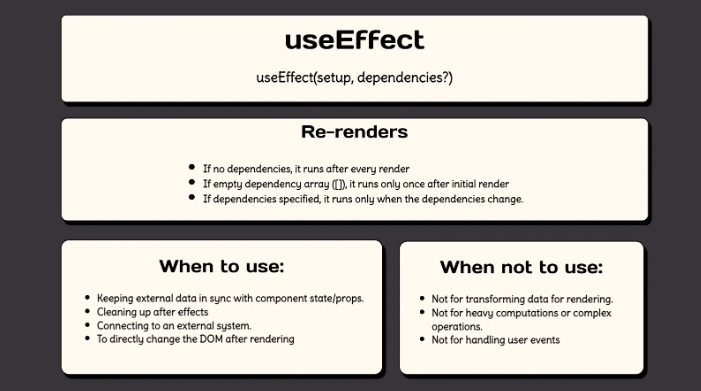 useEffect
useEffect(setup, dependencies?)
Re-renders
• If no dependencies, it runs after every render
• If empty dependency array ([]), it runs only once after initial render
• If dependencies specified, it runs only when the dependencies change.
When to use:
• Keeping external data in sync with component state/props.
• Cleaning up after effects
• Connecting to an external system.
• To directly change the DOM after rendering
When not to use:
• Not for transforming data for rendering.
• Not for heavy computations or complex
operations.
• Not for handling user events